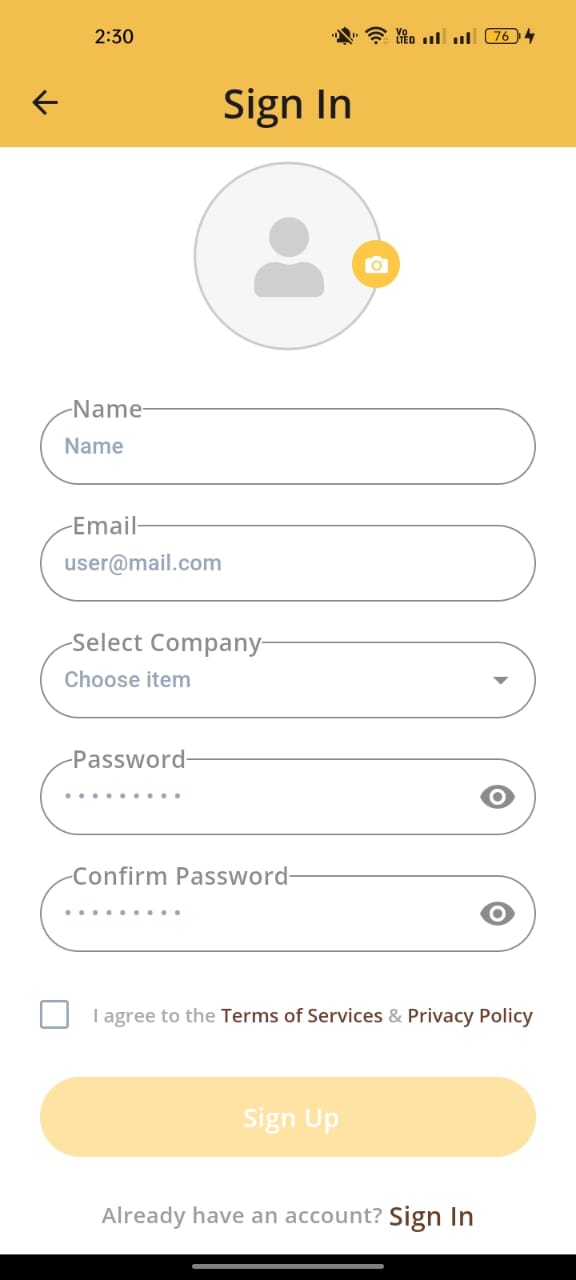 2:30
Vo LTED 76
Sign In
Name
Name
Email
user@mail.com
Select Company
Choose item
Password
•••••••••
Confirm Password
•••••••••
I agree to the Terms of Services & Privacy Policy
Sign Up
Already have an account? Sign In